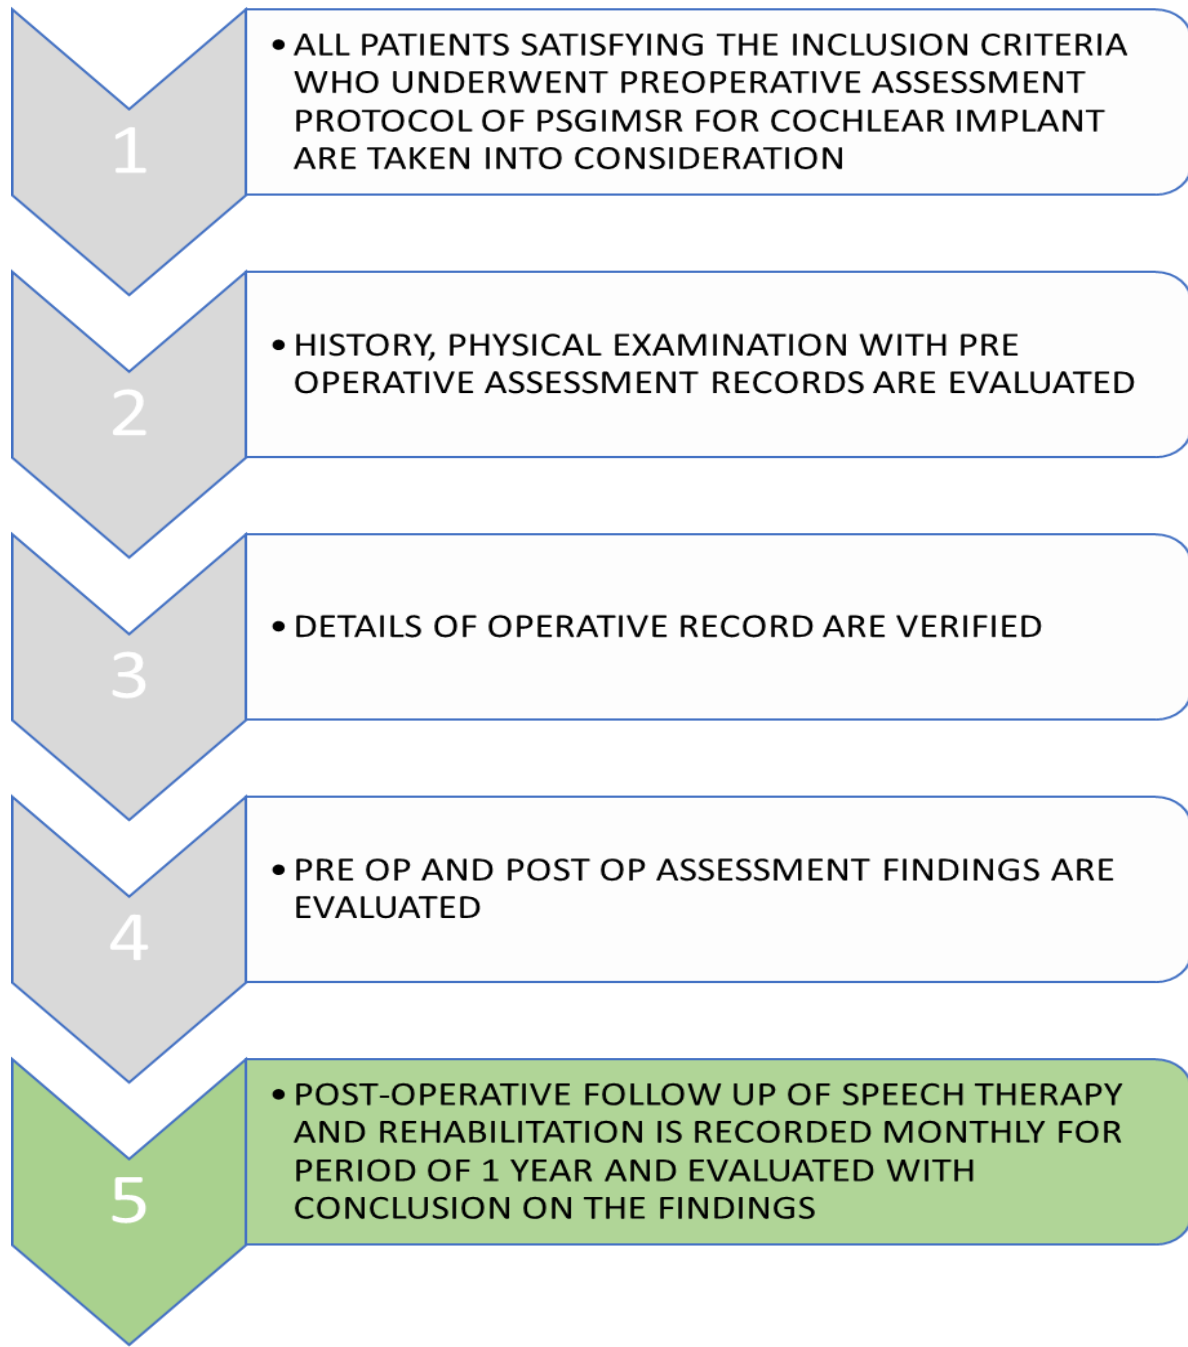 1
• ALL PATIENTS SATISFYING THE INCLUSION CRITERIA
WHO UNDERWENT PREOPERATIVE ASSESSMENT
PROTOCOL OF PSGIMSR FOR COCHLEAR IMPLANT
ARE TAKEN INTO CONSIDERATION
2
• HISTORY, PHYSICAL EXAMINATION WITH PRE
OPERATIVE ASSESSMENT RECORDS ARE EVALUATED
3
• DETAILS OF OPERATIVE RECORD ARE VERIFIED
4
• PRE OP AND POST OP ASSESSMENT FINDINGS ARE
EVALUATED
5
• POST-OPERATIVE FOLLOW UP OF SPEECH THERAPY
AND REHABILITATION IS RECORDED MONTHLY FOR
PERIOD OF 1 YEAR AND EVALUATED WITH
CONCLUSION ON THE FINDINGS